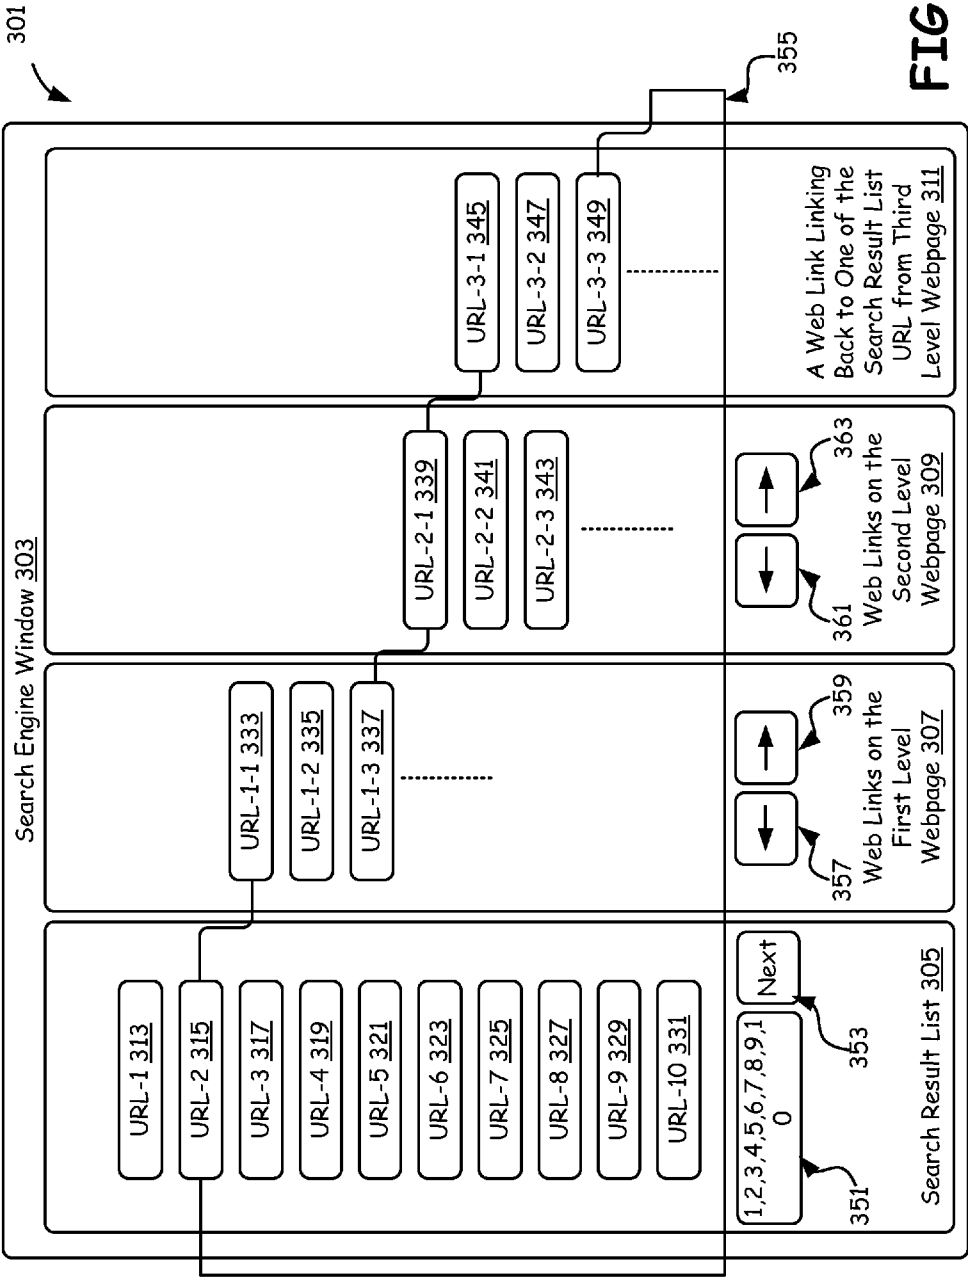 301
Search Engine Window 303
URL-1 313
URL-2 315
URL-3 317
URL-4 319
URL-5 321
URL-6 323
URL-7 325
URL-8 327
URL-9 329
URL-10 331
1,2,3,4,5,6,7,8,9,1
0
Next
351
353
Search Result List 305
URL-1-1 333
URL-1-2 335
URL-1-3 337
357
359
Web Links on the
First Level
Webpage 307
URL-2-1 339
URL-2-2 341
URL-2-3 343
361
363
Web Links on the
Second Level
Webpage 309
URL-3-1 345
URL-3-2 347
URL-3-3 349
A Web Link Linking
Back to One of the
Search Result List
URL from Third
Level Webpage 311
355
FIG